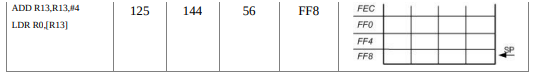 ADD R13,R13,#4
LDR R0,[R13]
125 144 56 FF8
FEC
FF0
FF4
FF8
SP